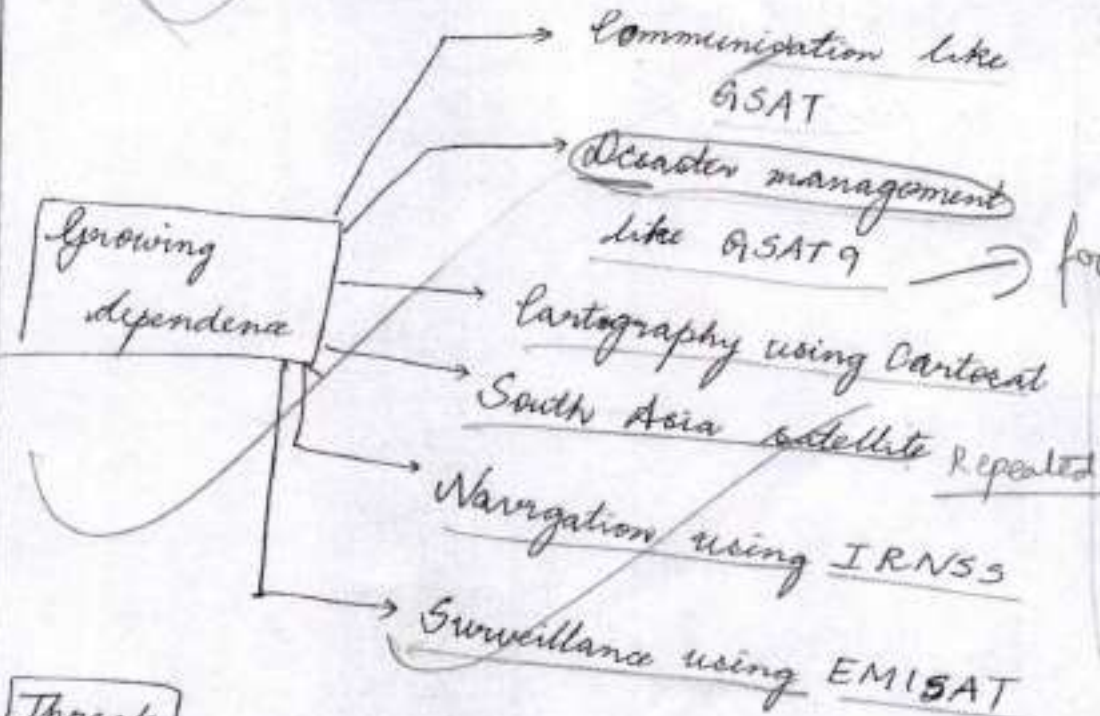 Communication like
GSAT
Disaster management
like GSAT 9
Growing
dependence
Cartography using Cartosat
South Asia satellite Repeated
Navigation using IRNSS
Surveillance using EMISAT